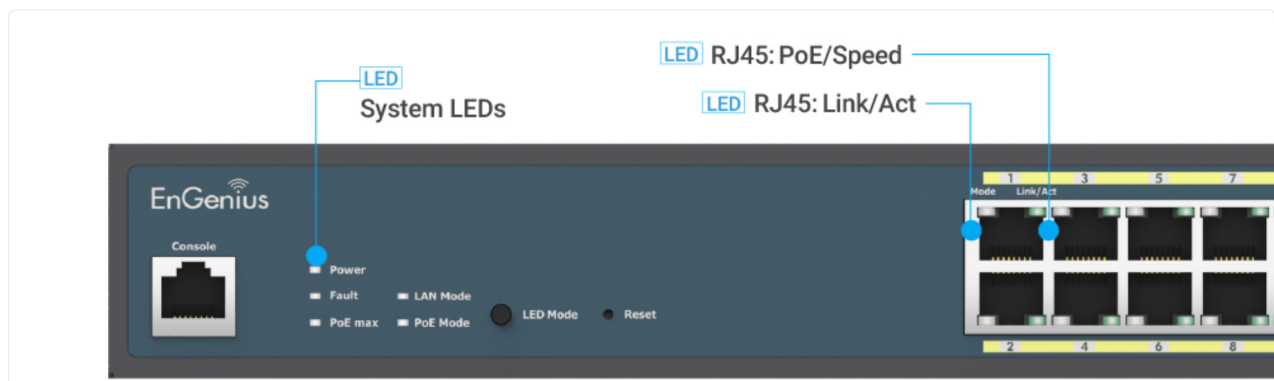 LED RJ45: PoE/Speed
LED
System LEDs
LED RJ45: Link/Act
EnGenius
1 3 5 7
Mode Link/Act
Console
Power
Fault LAN Mode
PoE max PoE Mode
LED Mode Reset
2 4 6 8